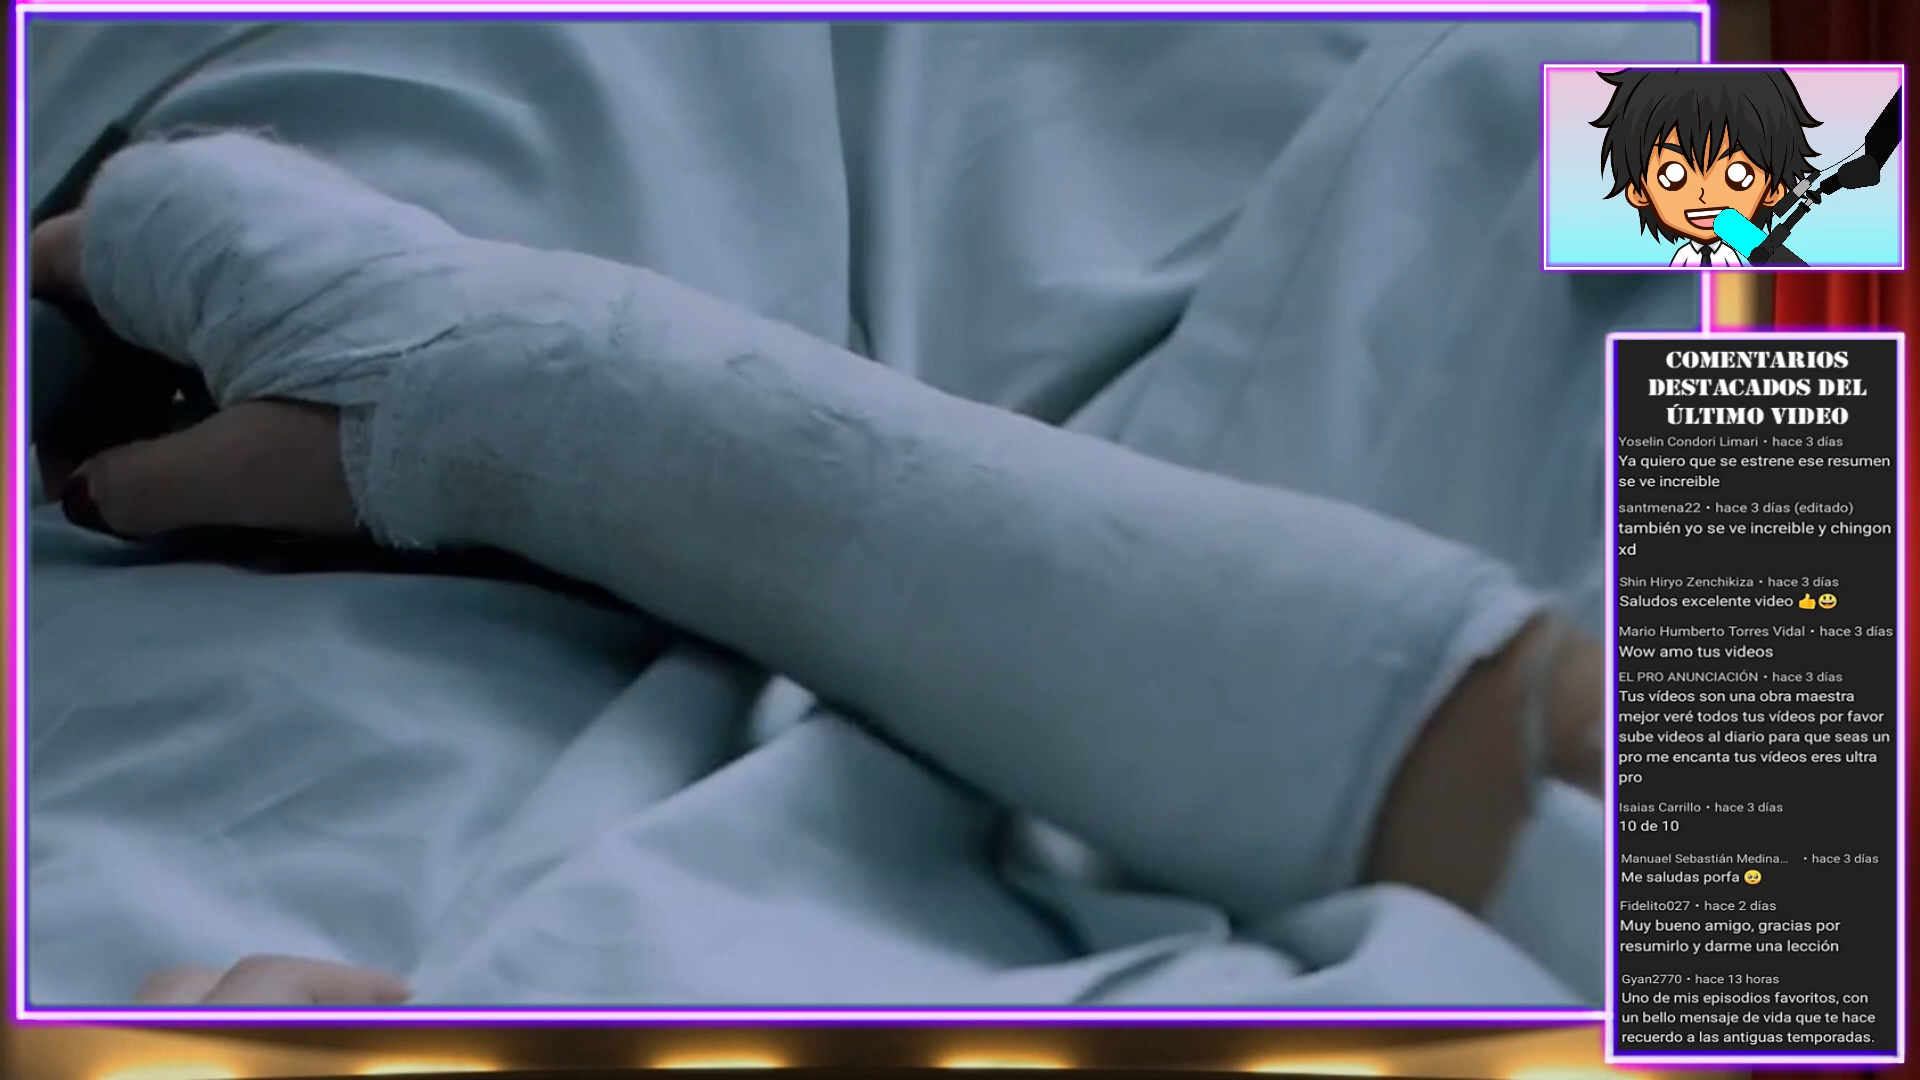 COMENTARIOS
DESTACADOS DEL
ÚLTIMO VIDEO
Yoselin Condori Limari • hace 3 días
Ya quiero que se estrene ese resumen
se ve increible
santmena22 • hace 3 días (editado)
también yo se ve increible y chingon
xd
Shin Hiryo Zenchikiza • hace 3 días
Saludos excelente video 👍😃
Mario Humberto Torres Vidal • hace 3 días
Wow amo tus videos
EL PRO ANUNCIACIÓN • hace 3 días
Tus vídeos son una obra maestra
mejor veré todos tus vídeos por favor
sube videos al diario para que seas un
pro me encanta tus vídeos eres ultra
pro
Isaias Carrillo • hace 3 días
10 de 10
Manuael Sebastián Medina... • hace 3 días
Me saludas porfa 🥺
Fidelito027 • hace 2 días
Muy bueno amigo, gracias por
resumirlo y darme una lección
Gyan2770 • hace 13 horas
Uno de mis episodios favoritos, con
un bello mensaje de vida que te hace
recuerdo a las antiguas temporadas.